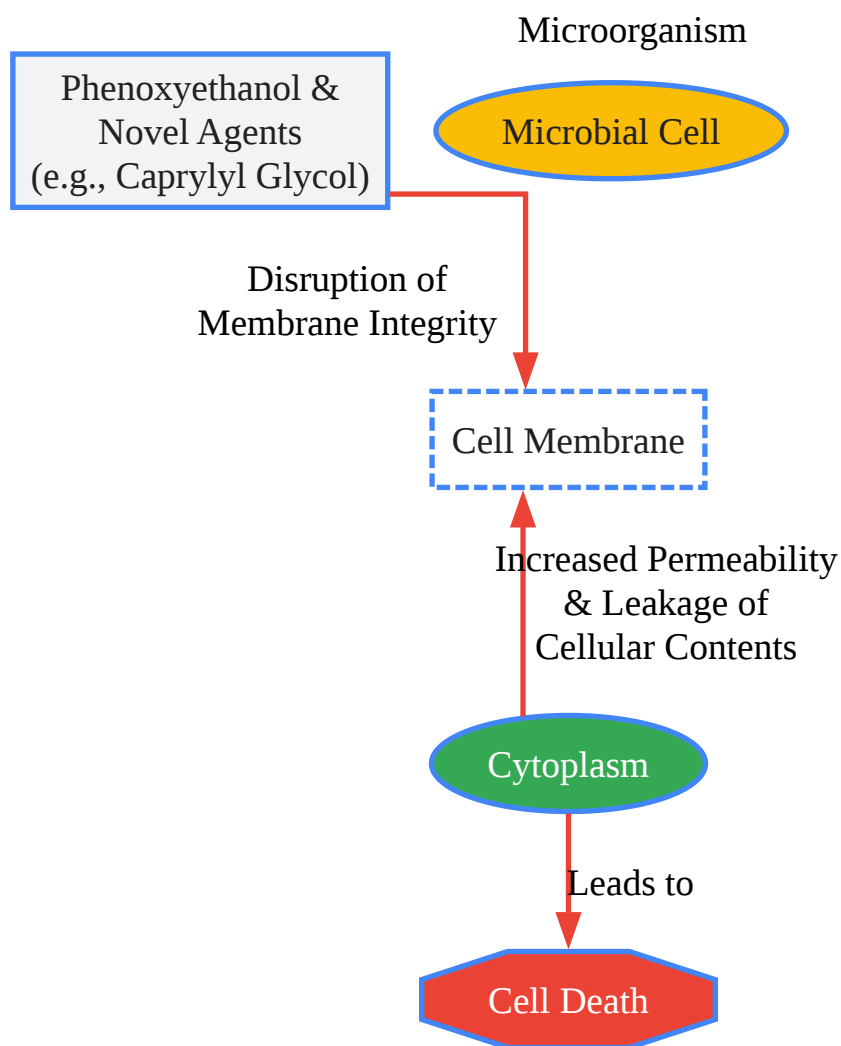 Microorganism
Phenoxyethanol &
Novel Agents
(e.g., Caprylyl Glycol)
Microbial Cell
Disruption of
Membrane Integrity
Cell Membrane
Increased Permeability
& Leakage of
Cellular Contents
Cytoplasm
Leads to
Cell Death